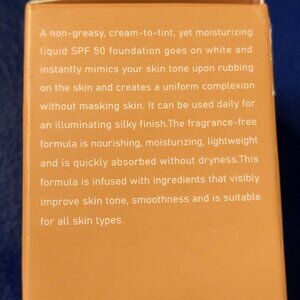 A non-greasy, cream-to-tint, yet moisturizing
liquid SPF 50 foundation goes on white and
instantly mimics your skin tone upon rubbing
on the skin and creates a uniform complexion
without masking skin. It can be used daily for
an illuminating silky finish.The fragrance-free
formula is nourishing, moisturizing, lightweight
and is quickly absorbed without dryness.This
formula is infused with ingredients that visibly
improve skin tone, smoothness and is suitable
for all skin types.